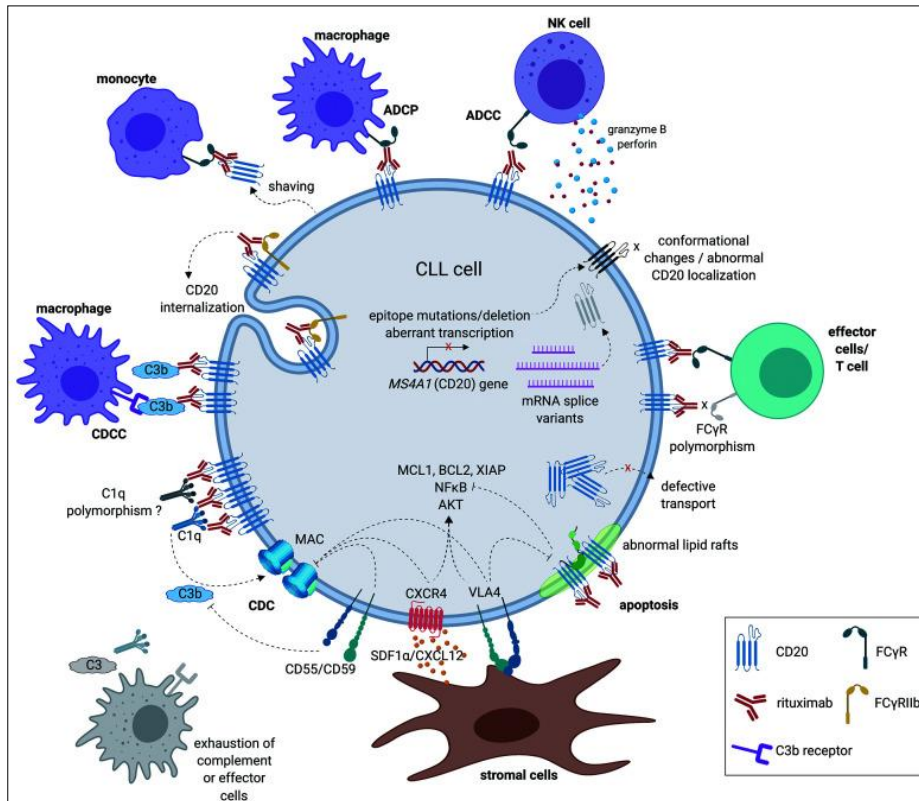 macrophage
NK cell
monocyte
ADCP
ADCC
granzyme B
perforin
shaving
CLL cell
x
conformational
changes / abnormal
CD20 localization
CD20
internalization
epitope mutations/deletion
aberrant transcription
x
MS4A1 (CD20) gene
mRNA splice
variants
macrophage
C3b
C3b
CDCC
effector
cells/
T cell
x
FCγR
polymorphism
C1q
polymorphism ?
C1q
MCL1, BCL2, XIAP
NFκB
AKT
x
defective
transport
MAC
abnormal lipid rafts
C3b
CDC
CXCR4
VLA4
apoptosis
CD55/CD59
SDF1α/CXCL12
C3
exhaustion of
complement
or effector
cells
stromal cells
CD20
FCγR
rituximab
FCγRIIb
C3b receptor